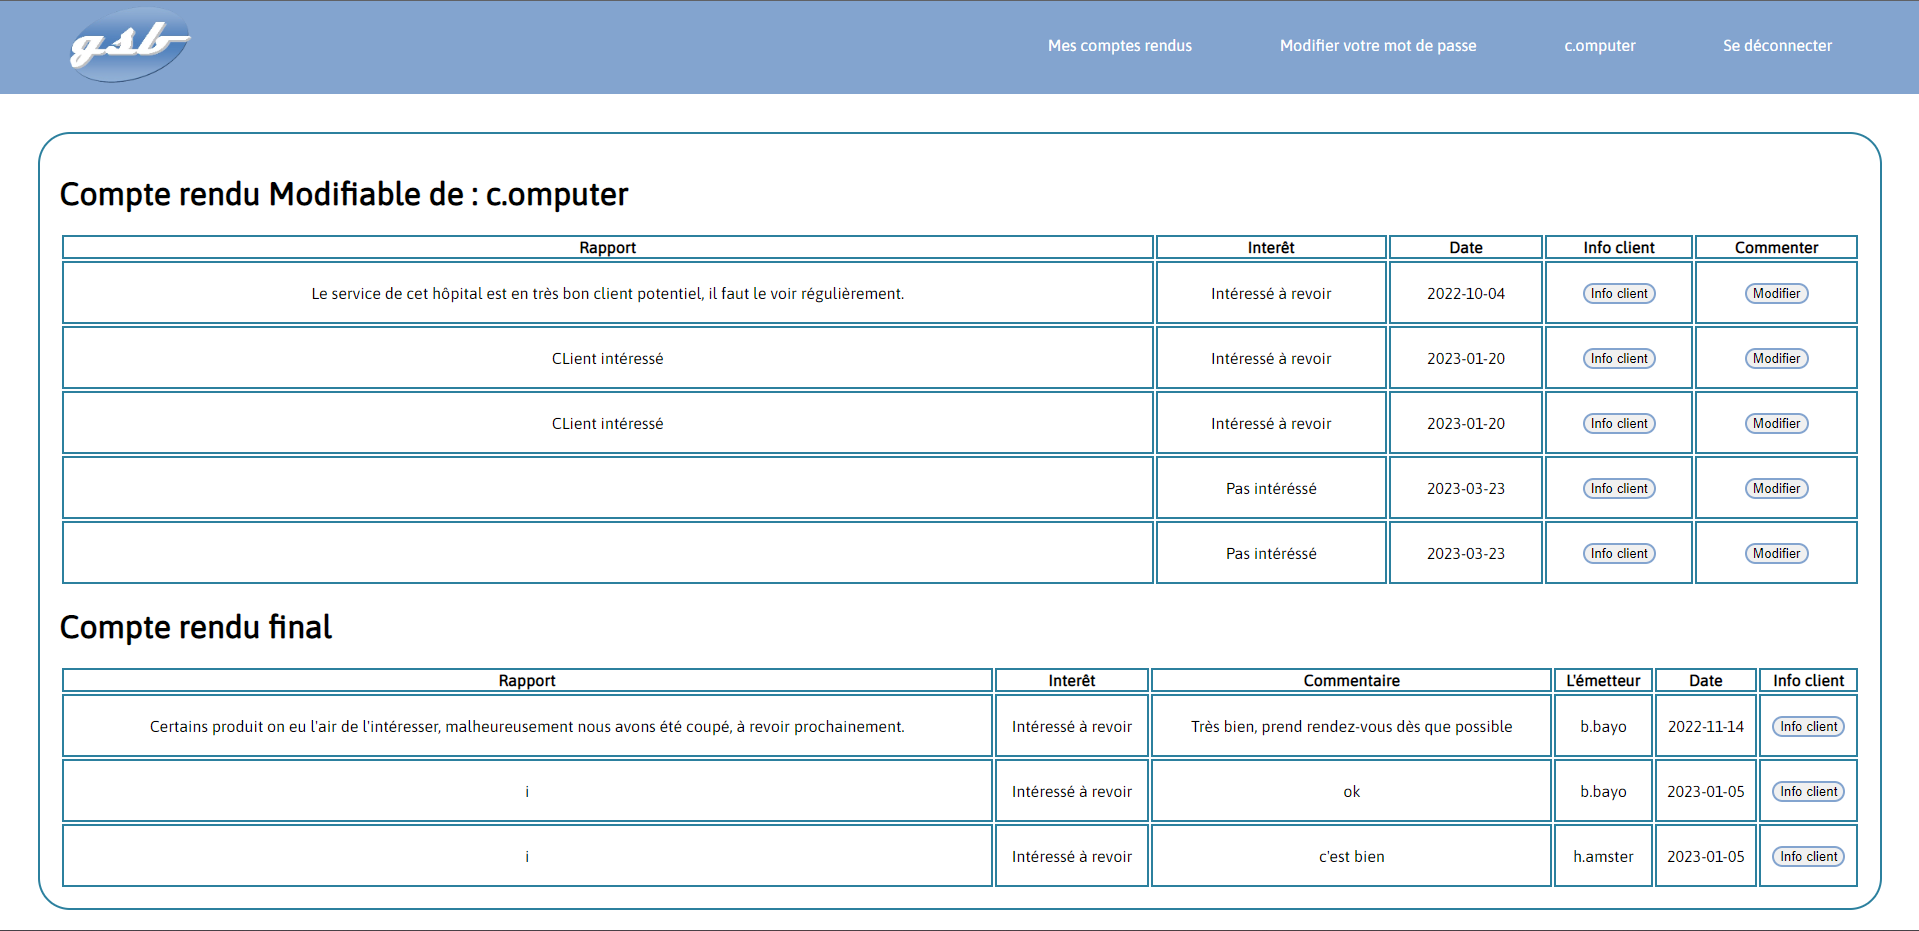 gsb
Mes comptes rendus Modifier votre mot de passe c.omputer Se déconnecter
Compte rendu Modifiable de : c.omputer
Rapport Interêt Date Info client Commenter
Le service de cet hôpital est en très bon client potentiel, il faut le voir régulièrement. Intéressé à revoir 2022-10-04 Info client Modifier
CLient intéressé Intéressé à revoir 2023-01-20 Info client Modifier
CLient intéressé Intéressé à revoir 2023-01-20 Info client Modifier
Pas intéréssé 2023-03-23 Info client Modifier
Pas intéréssé 2023-03-23 Info client Modifier
Compte rendu final
Rapport Interêt Commentaire L'émetteur Date Info client
Certains produit on eu l'air de l'intéresser, malheureusement nous avons été coupé, à revoir prochainement. Intéressé à revoir Très bien, prend rendez-vous dès que possible b.bayo 2022-11-14 Info client
i Intéressé à revoir ok b.bayo 2023-01-05 Info client
i Intéressé à revoir c'est bien h.amster 2023-01-05 Info client